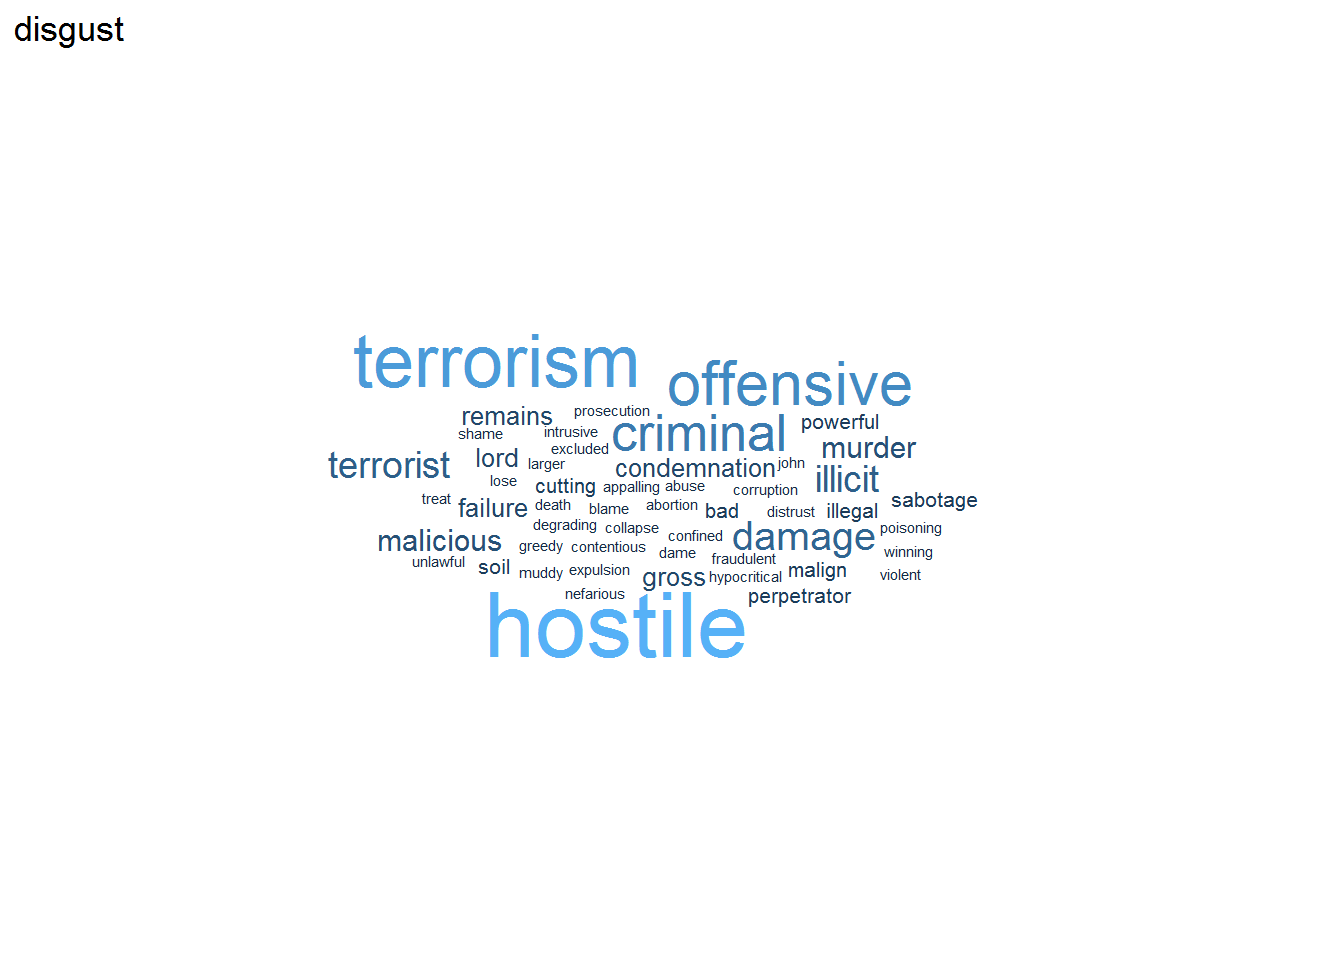 disgust
terrorism
offensive
remains
prosecution
criminal
powerful
shame
intrusive
excluded
murder
terrorist
lord
larger
condemnation
john
illicit
lose
cutting
appalling
abuse
corruption
sabotage
treat
failure
death
blame
abortion
bad
distrust
illegal
malicious
degrading
collapse
confined
damage
poisoning
greedy
contentious
dame
fraudulent
winning
unlawful
soil
muddy
expulsion
gross
hypocritical
malign
violent
nefarious
perpetrator
hostile